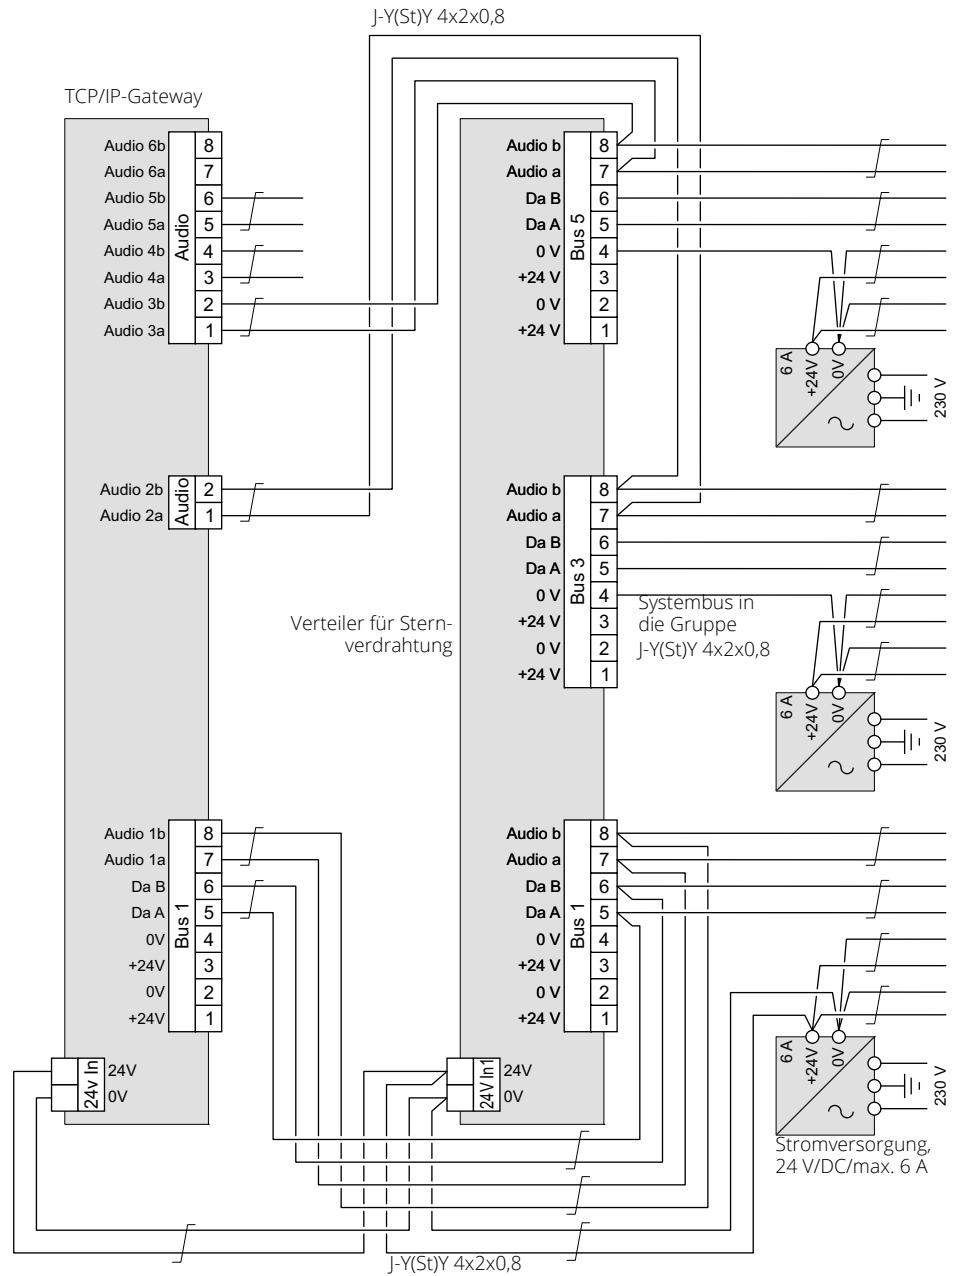 J-Y(St)Y 4x2x0,8
TCP/IP-Gateway
Audio 6b 8
Audio 6a 7
Audio 5b 6
Audio 5a 5
Audio 4b 4
Audio 4a 3
Audio 3b 2
Audio 3a 1
Audio
Audio b 8
Audio a 7
Da B 6
Da A 5
0 V 4
+24 V 3
0 V 2
+24 V 1
Bus 5
6 A
+24V
0V
230 V
Audio 2b 2
Audio 2a 1
Audio
Audio b 8
Audio a 7
Da B 6
Da A 5
0 V 4
+24 V 3
0 V 2
+24 V 1
Bus 3
Verteiler für Stern-
verdrahtung
Systembus in
die Gruppe
J-Y(St)Y 4x2x0,8
6 A
+24V
0V
230 V
Audio 1b 8
Audio 1a 7
Da B 6
Da A 5
0V 4
+24V 3
0V 2
+24V 1
Bus 1
Audio b 8
Audio a 7
Da B 6
Da A 5
0 V 4
+24 V 3
0 V 2
+24 V 1
Bus 1
6 A
+24V
0V
230 V
24v In
24V
0V
24V In1
24V
0V
Stromversorgung,
24 V/DC/max. 6 A
J-Y(St)Y 4x2x0,8